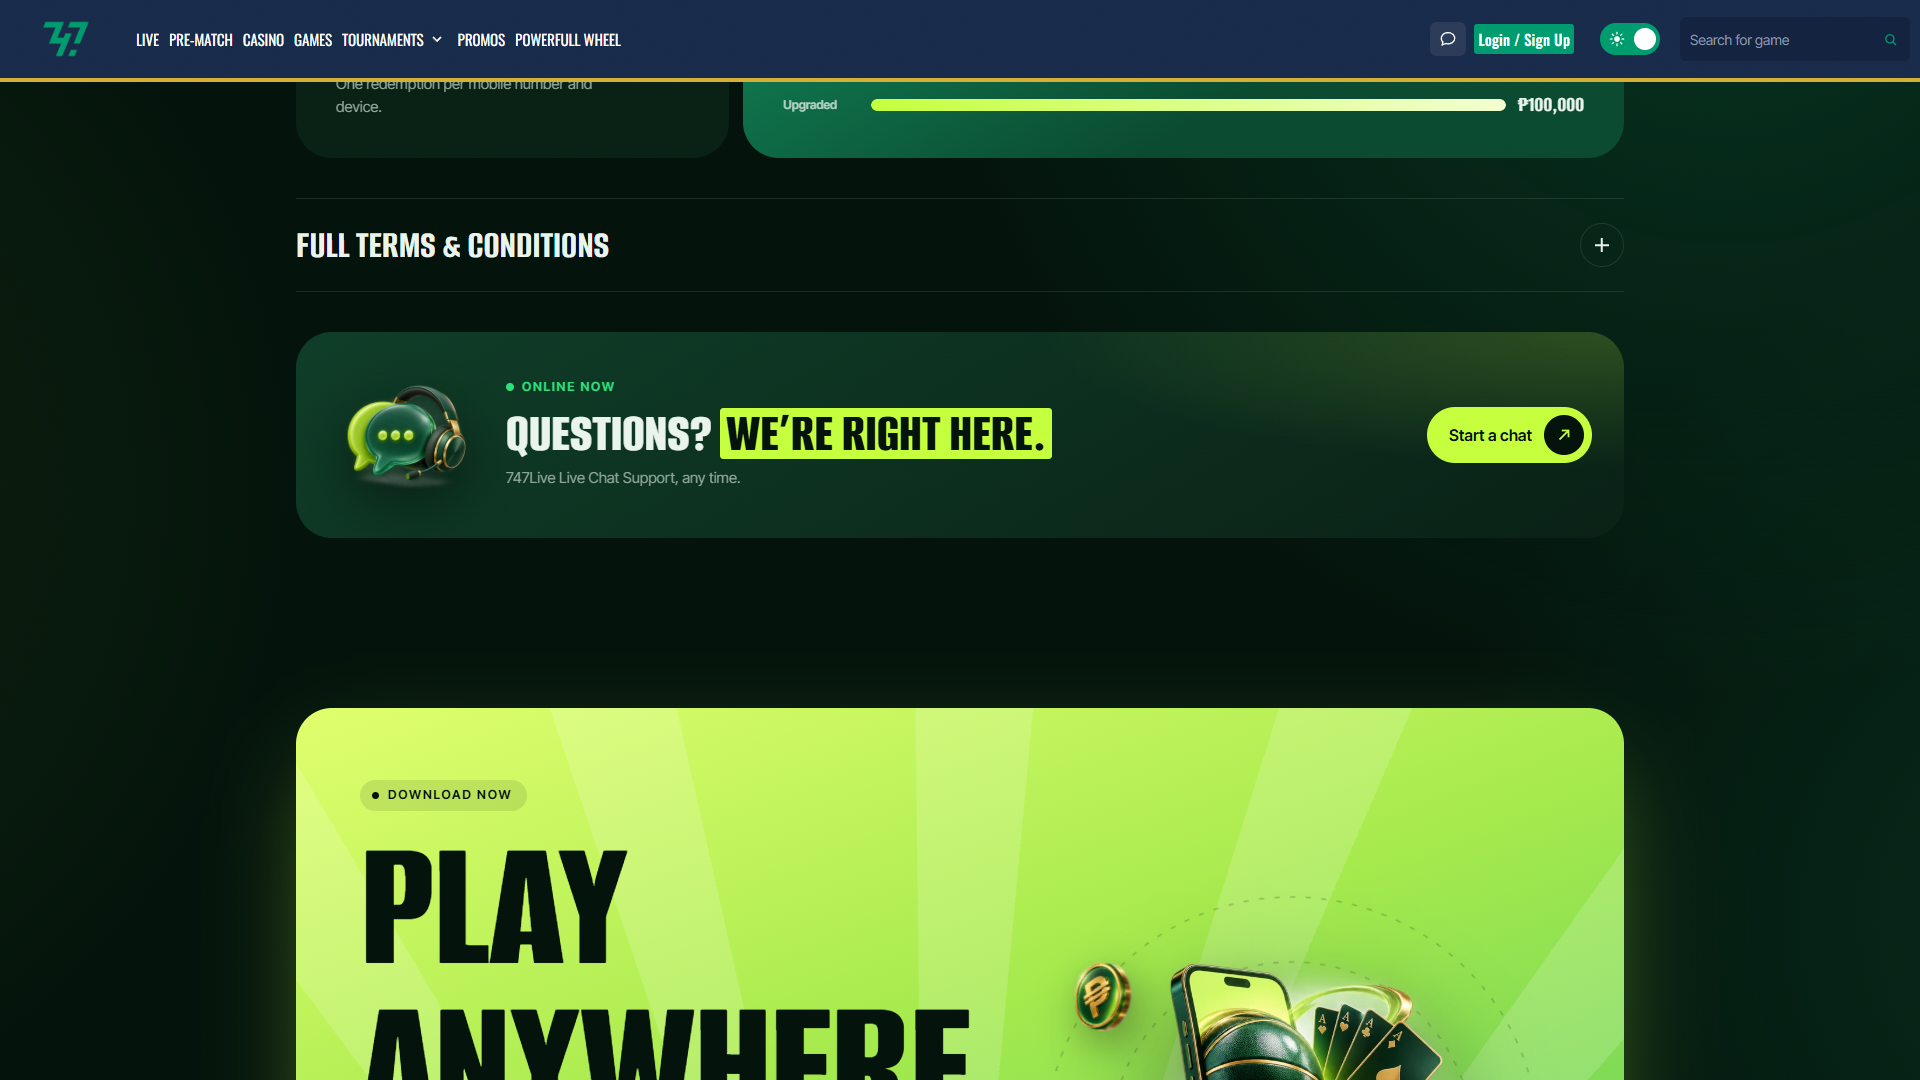 LIVE PRE-MATCH CASINO GAMES TOURNAMENTS PROMOS POWERFULL WHEEL Login / Sign Up Search for game
One redemption per mobile number and
device.
Upgraded ₱100,000
FULL TERMS & CONDITIONS
ONLINE NOW
QUESTIONS? WE’RE RIGHT HERE.
747Live Live Chat Support, any time.
Start a chat
DOWNLOAD NOW
PLAY
ANYWHERE